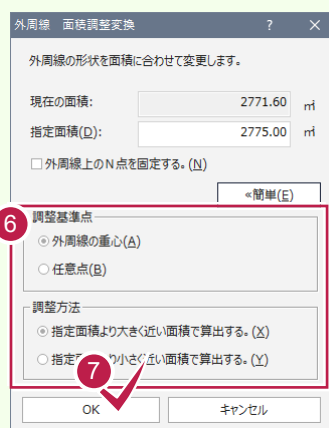 外周線 面積調整変換 ? ×
外周線の形状を面積に合わせて変更します。
現在の面積: 2771.60 ㎡
指定面積(D): 2775.00 ㎡
外周線上のN点を固定する。(N)
«簡単(E)
6
調整基準点
外周線の重心(A)
任意点(B)
調整方法
指定面積より大きく近い面積で算出する。(X)
指定面積より小さく近い面積で算出する。(Y)
7
OK キャンセル